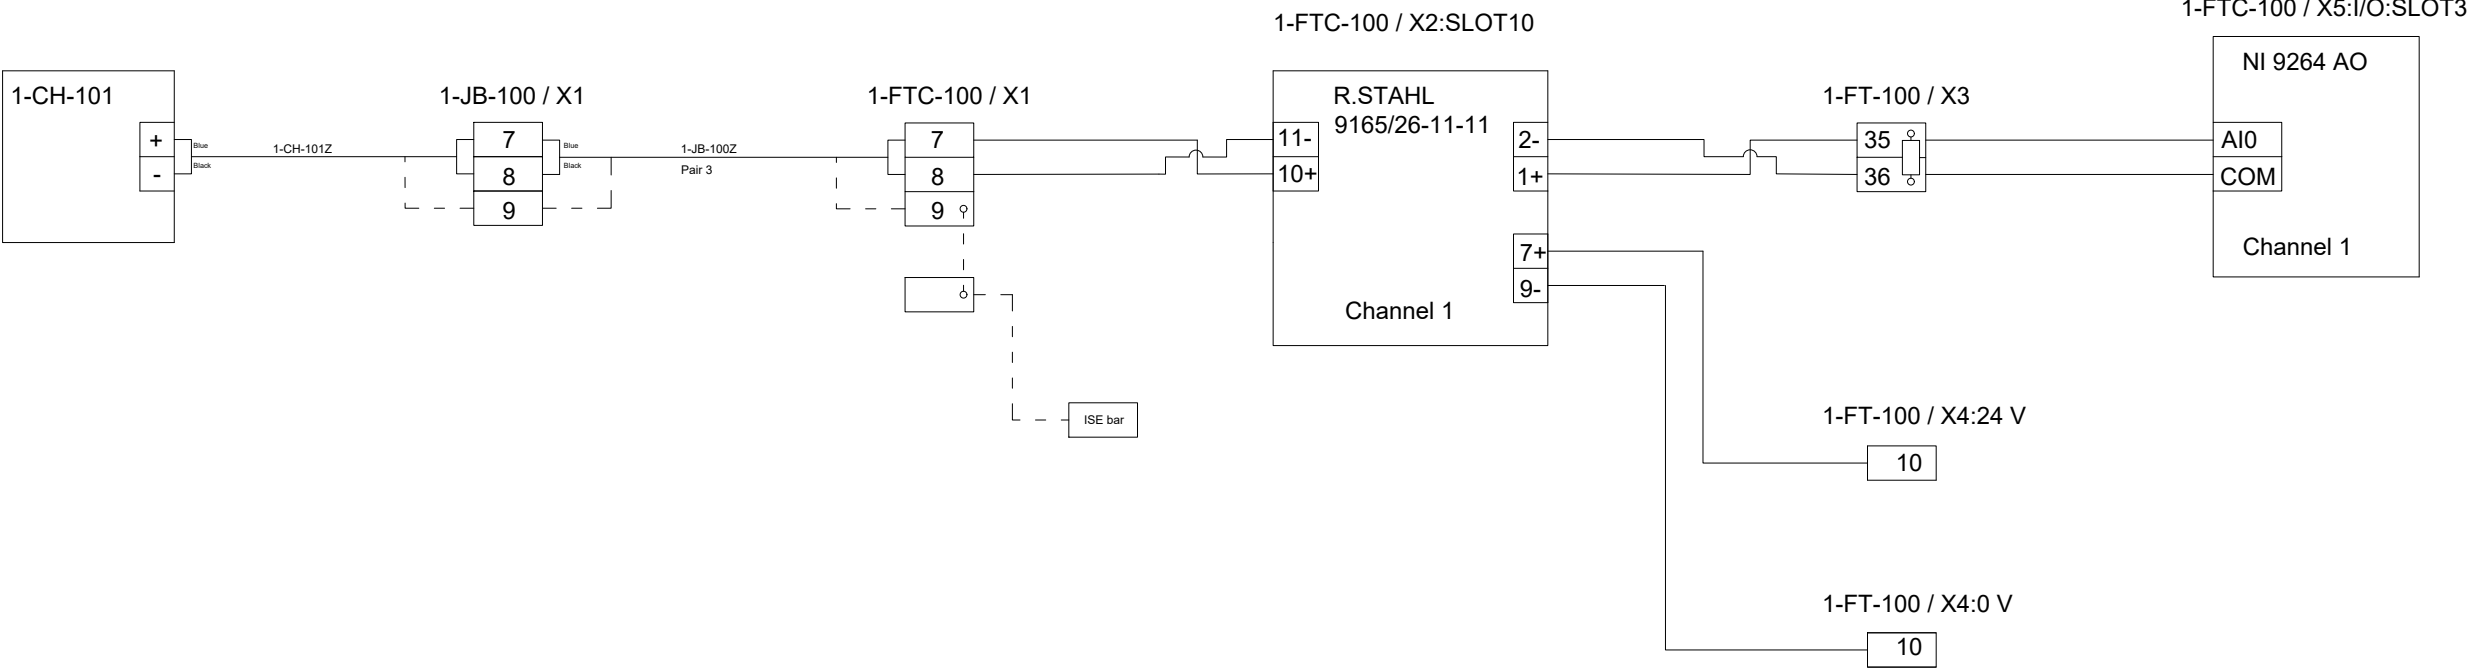 1-FTC-100 / X2:SLOT10
1-FTC-100 / X5:I/O:SLOT3
1-CH-101
+
-
Blue
Black
1-CH-101Z
1-JB-100 / X1
7
8
9
Blue
Black
1-JB-100Z
Pair 3
1-FTC-100 / X1
7
8
9
ISE bar
R.STAHL
9165/26-11-11
11-
10+
2-
1+
7+
9-
Channel 1
1-FT-100 / X3
35
36
NI 9264 AO
AI0
COM
Channel 1
1-FT-100 / X4:24 V
10
1-FT-100 / X4:0 V
10